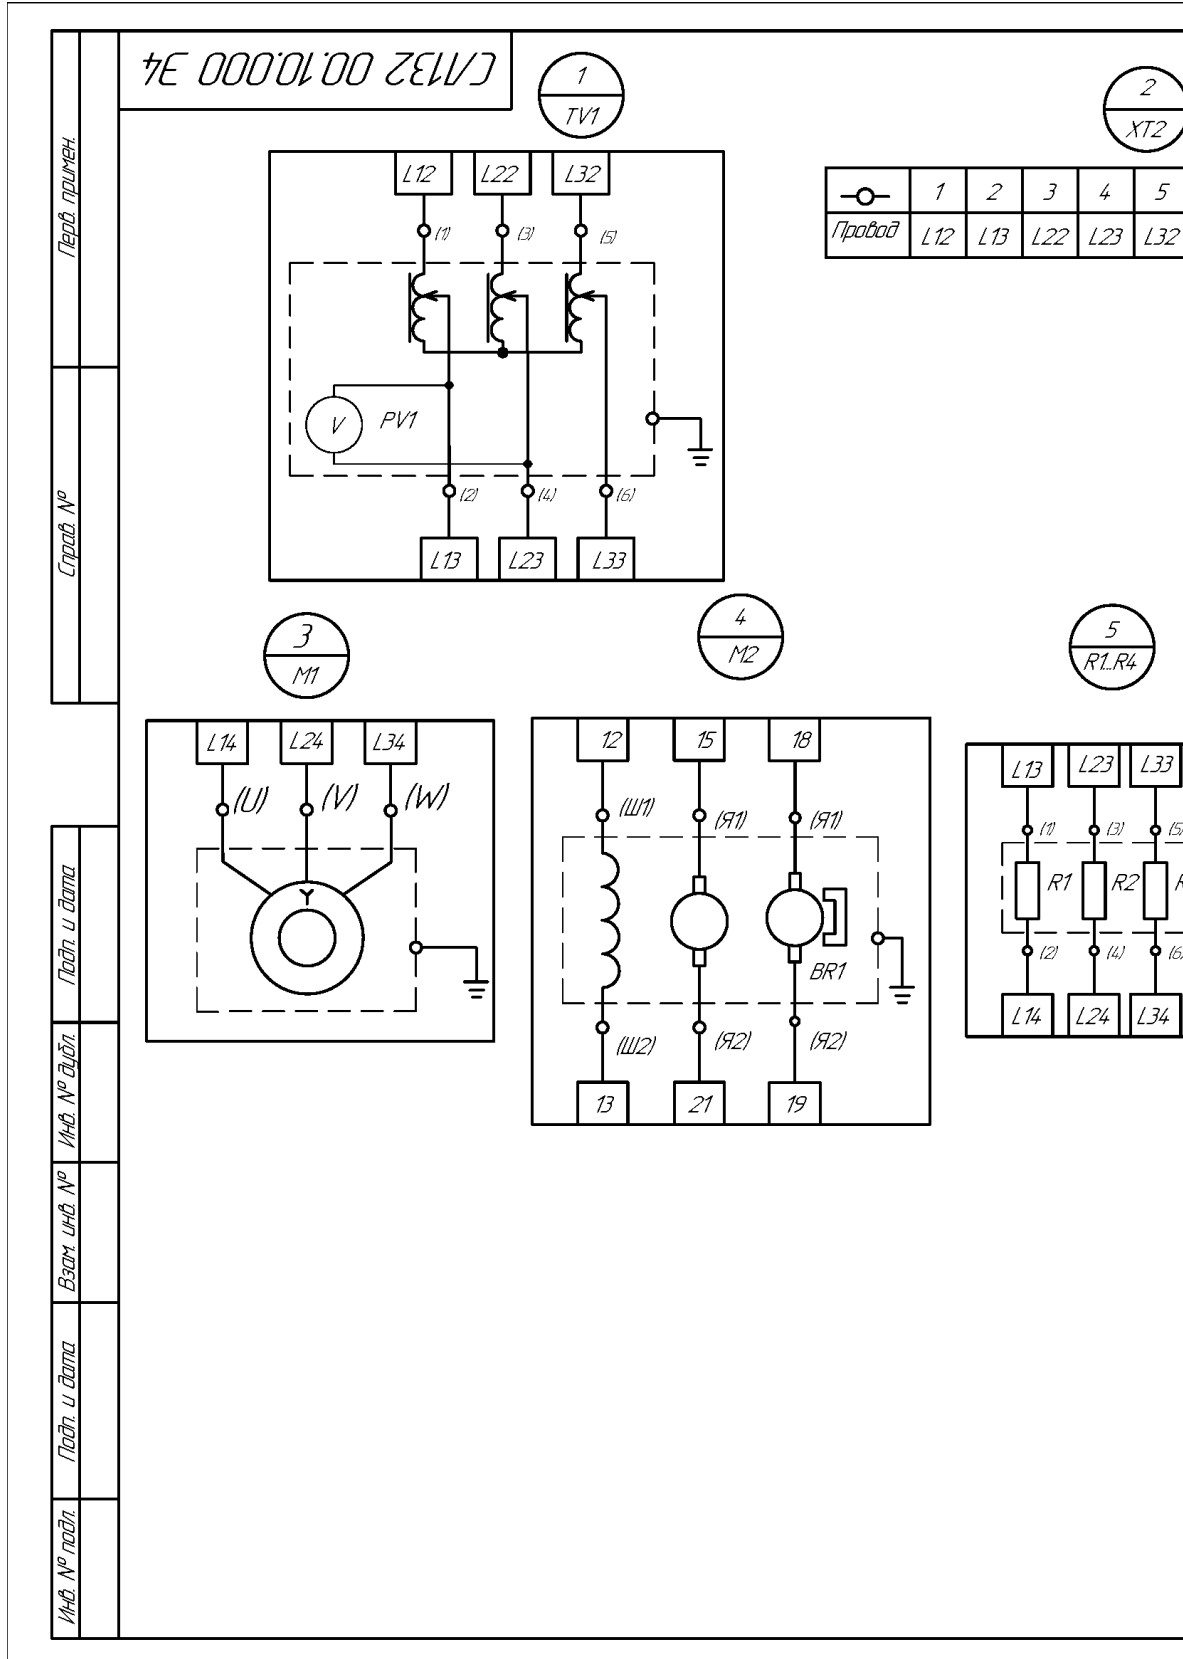 СЛ132 00.10.000 Э4
Перв. примен.
Справ. №
Подп. и дата
Инв. № дубл.
Взам. инв. №
Подп. и дата
Инв. № подл.
1
TV1
L12 L22 L32
(1) (3) (5)
V PV1
(2) (4) (6)
L13 L23 L33
2
XT2
1 2 3 4 5
Провод L12 L13 L22 L23 L32
3
M1
L14 L24 L34
(U) (V) (W)
Y
4
M2
12 15 18
(Ш1) (Я1) (Я1)
BR1
(Ш2) (Я2) (Я2)
13 21 19
5
R1...R4
L13 L23 L33
(1) (3) (5)
R1 R2
(2) (4) (6)
L14 L24 L34